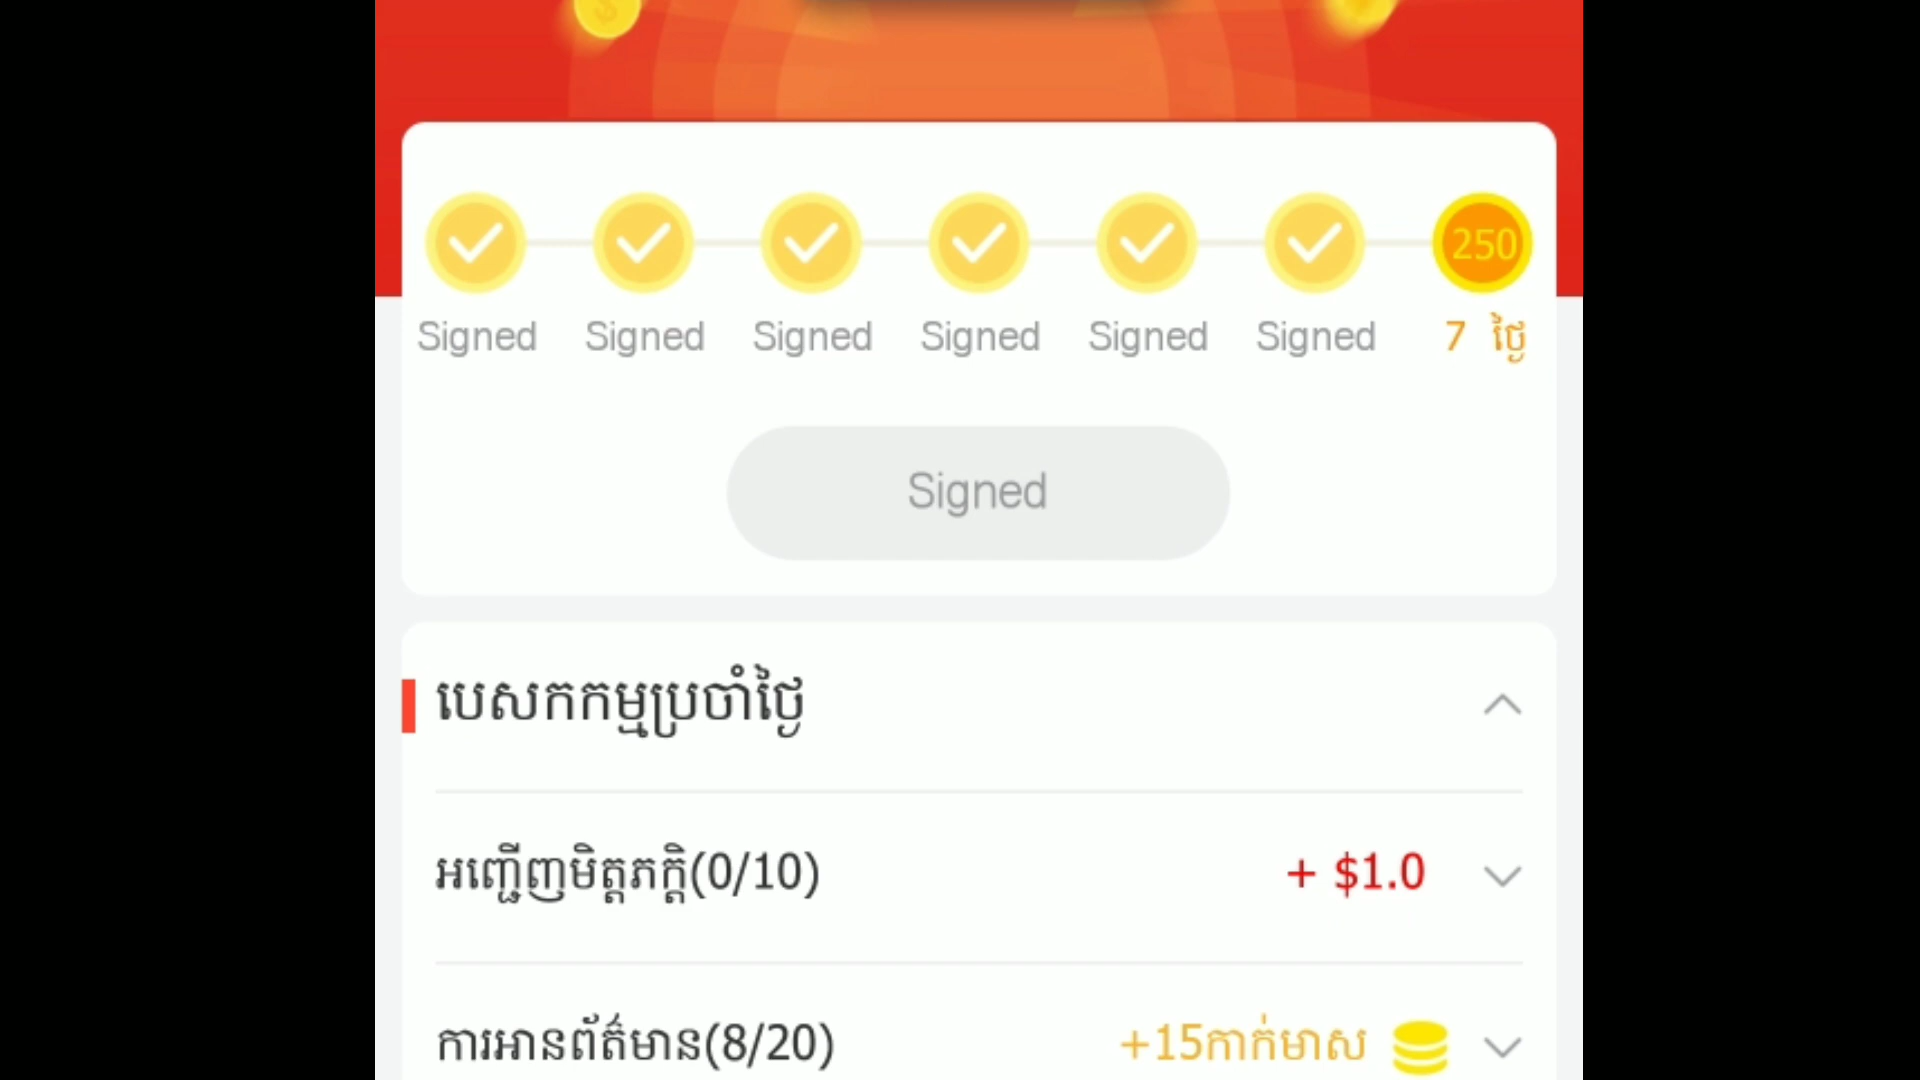 250
Signed Signed Signed Signed Signed Signed 7 ថ្ងៃ
Signed
បេសកកម្មប្រចាំថ្ងៃ
អញ្ជើញមិត្តភក្តិ(0/10) + $1.0
ការអានព័ត៌មាន(8/20) +15កាក់មាស